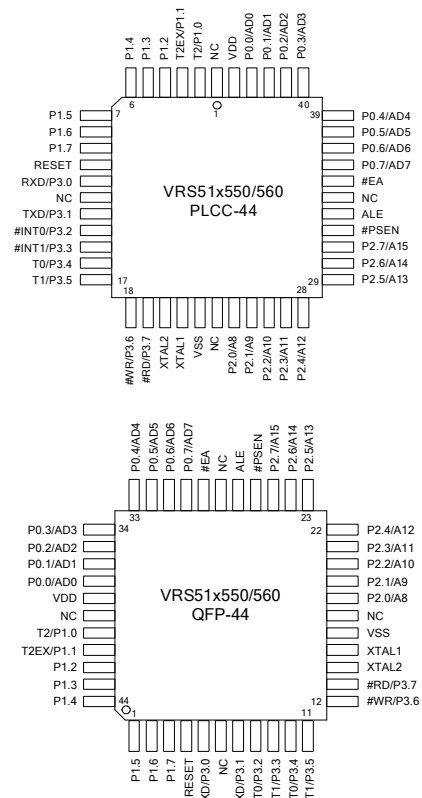 P1.4
P1.3
P1.2
T2EX/P1.1
T2/P1.0
NC
VDD
P0.0/AD0
P0.1/AD1
P0.2/AD2
P0.3/AD3
6
1
40
P1.5
P1.6
P1.7
RESET
RXD/P3.0
NC
TXD/P3.1
#INT0/P3.2
#INT1/P3.3
T0/P3.4
T1/P3.5
7
17
VRS51x550/560
PLCC-44
39
29
P0.4/AD4
P0.5/AD5
P0.6/AD6
P0.7/AD7
#EA
NC
ALE
#PSEN
P2.7/A15
P2.6/A14
P2.5/A13
18
28
#WR/P3.6
#RD/P3.7
XTAL2
XTAL1
VSS
NC
P2.0/A8
P2.1/A9
P2.2/A10
P2.3/A11
P2.4/A12
P0.4/AD4
P0.5/AD5
P0.6/AD6
P0.7/AD7
#EA
NC
ALE
#PSEN
P2.7/A15
P2.6/A14
P2.5/A13
33
23
P0.3/AD3
P0.2/AD2
P0.1/AD1
P0.0/AD0
VDD
NC
T2/P1.0
T2EX/P1.1
P1.2
P1.3
P1.4
34
44
VRS51x550/560
QFP-44
22
12
P2.4/A12
P2.3/A11
P2.2/A10
P2.1/A9
P2.0/A8
NC
VSS
XTAL1
XTAL2
#RD/P3.7
#WR/P3.6
1
11
P1.5
P1.6
P1.7
RESET
XD/P3.0
NC
XD/P3.1
T0/P3.2
T1/P3.3
T0/P3.4
T1/P3.5